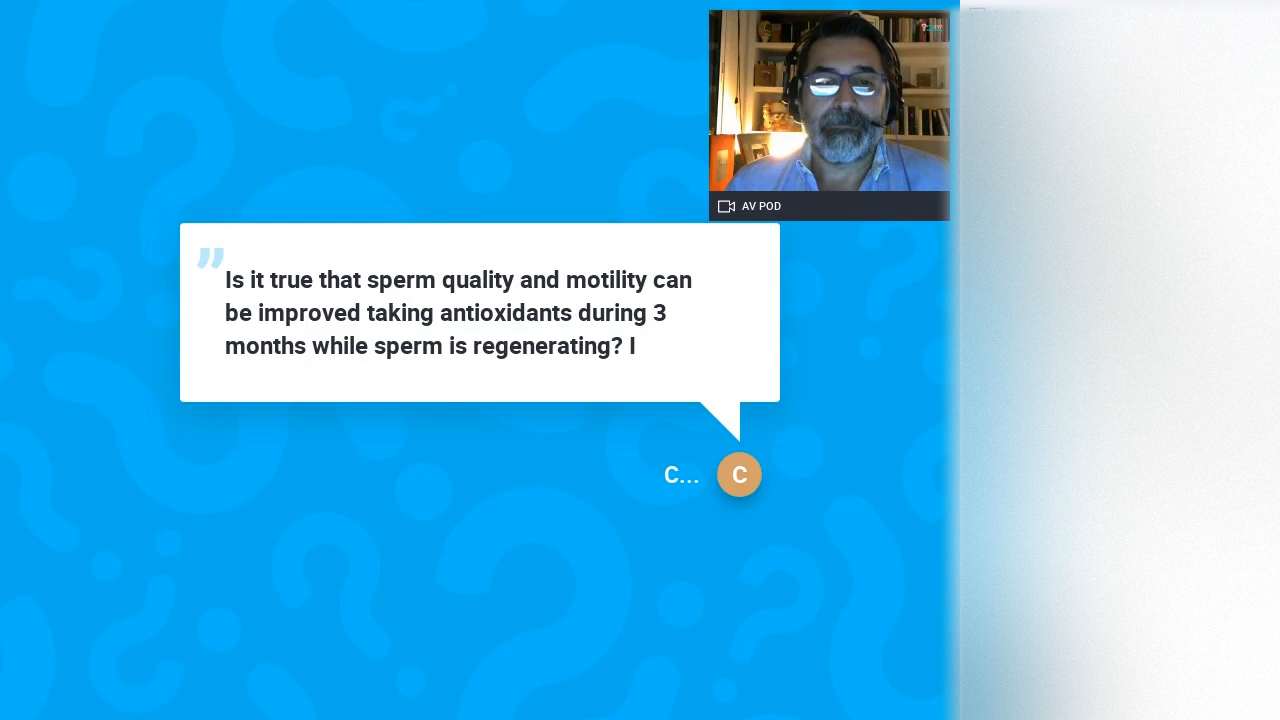 AV POD
Is it true that sperm quality and motility can
be improved taking antioxidants during 3
months while sperm is regenerating? I
C...
C